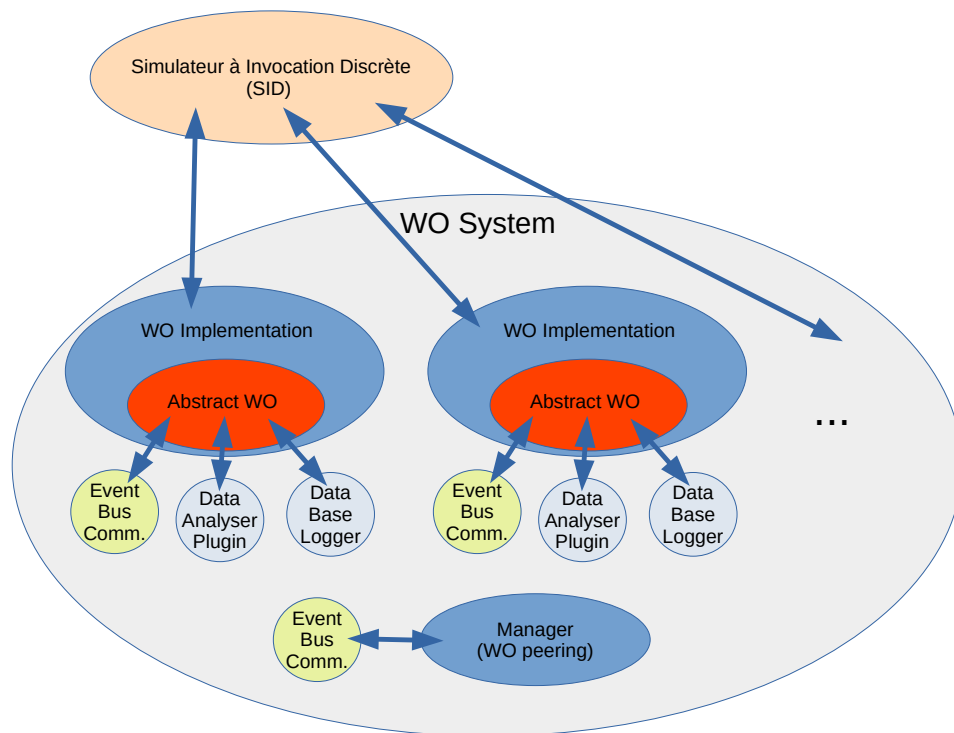 Simulateur à Invocation Discrète
(SID)
WO System
WO Implementation
Abstract WO
Event
Bus
Comm.
Data
Analyser
Plugin
Data
Base
Logger
WO Implementation
Abstract WO
Event
Bus
Comm.
Data
Analyser
Plugin
Data
Base
Logger
...
Event
Bus
Comm.
Manager
(WO peering)